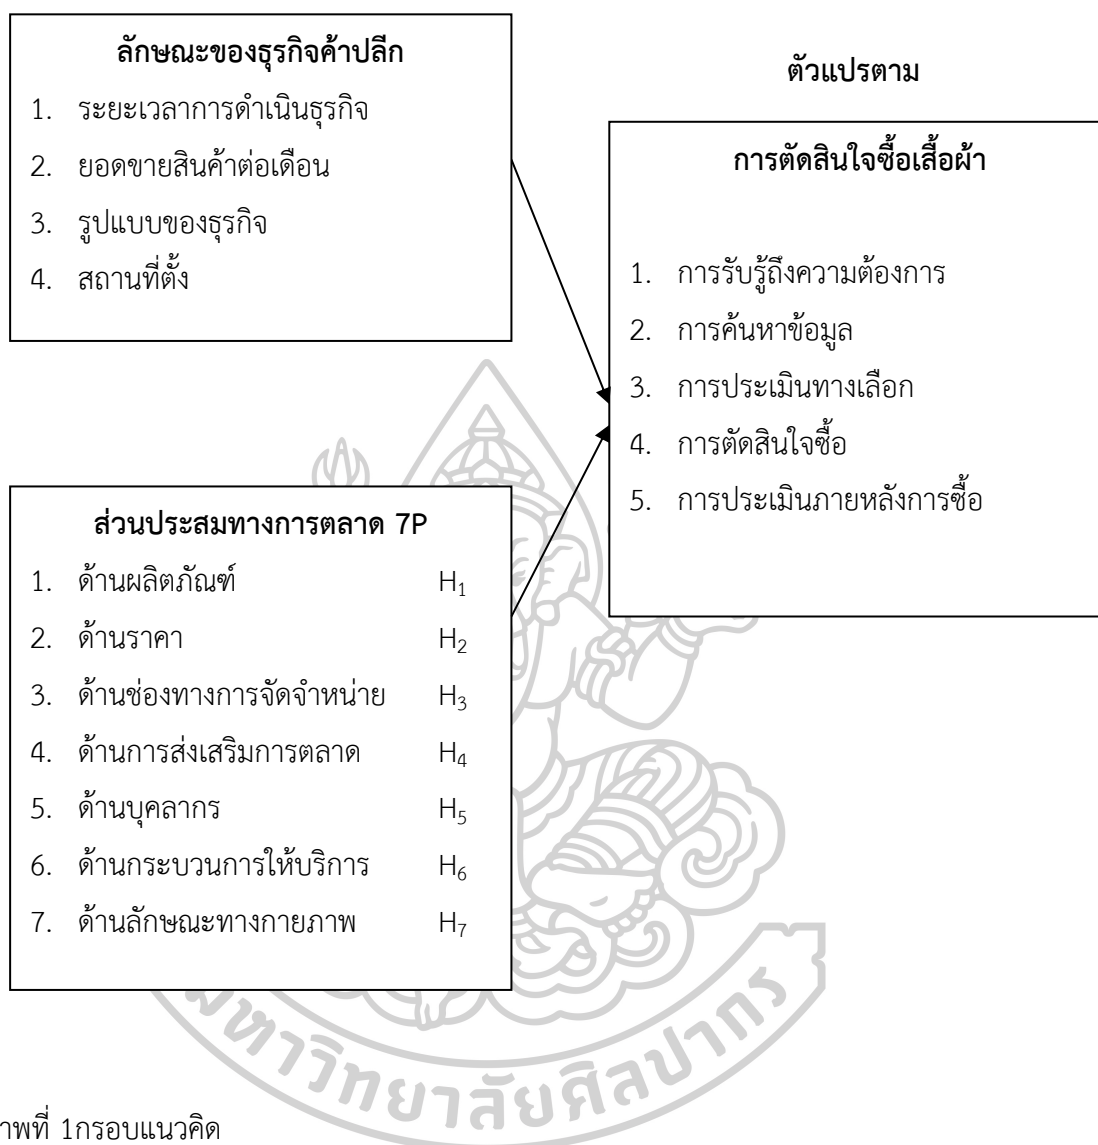 ลักษณะของธุรกิจค้าปลีก
1. ระยะเวลาการดำเนินธุรกิจ
2. ยอดขายสินค้าต่อเดือน
3. รูปแบบของธุรกิจ
4. สถานที่ตั้ง
ตัวแปรตาม
การตัดสินใจซื้อเสื้อผ้า
1. การรับรู้ถึงความต้องการ
2. การค้นหาข้อมูล
3. การประเมินทางเลือก
4. การตัดสินใจซื้อ
5. การประเมินภายหลังการซื้อ
ส่วนประสมทางการตลาด 7P
1. ด้านผลิตภัณฑ์ H₁
2. ด้านราคา H₂
3. ด้านช่องทางการจัดจำหน่าย H₃
4. ด้านการส่งเสริมการตลาด H₄
5. ด้านบุคลากร H₅
6. ด้านกระบวนการให้บริการ H₆
7. ด้านลักษณะทางกายภาพ H₇
มหาวิทยาลัยศิลปากร
าพที่ 1กรอบแนวคิด